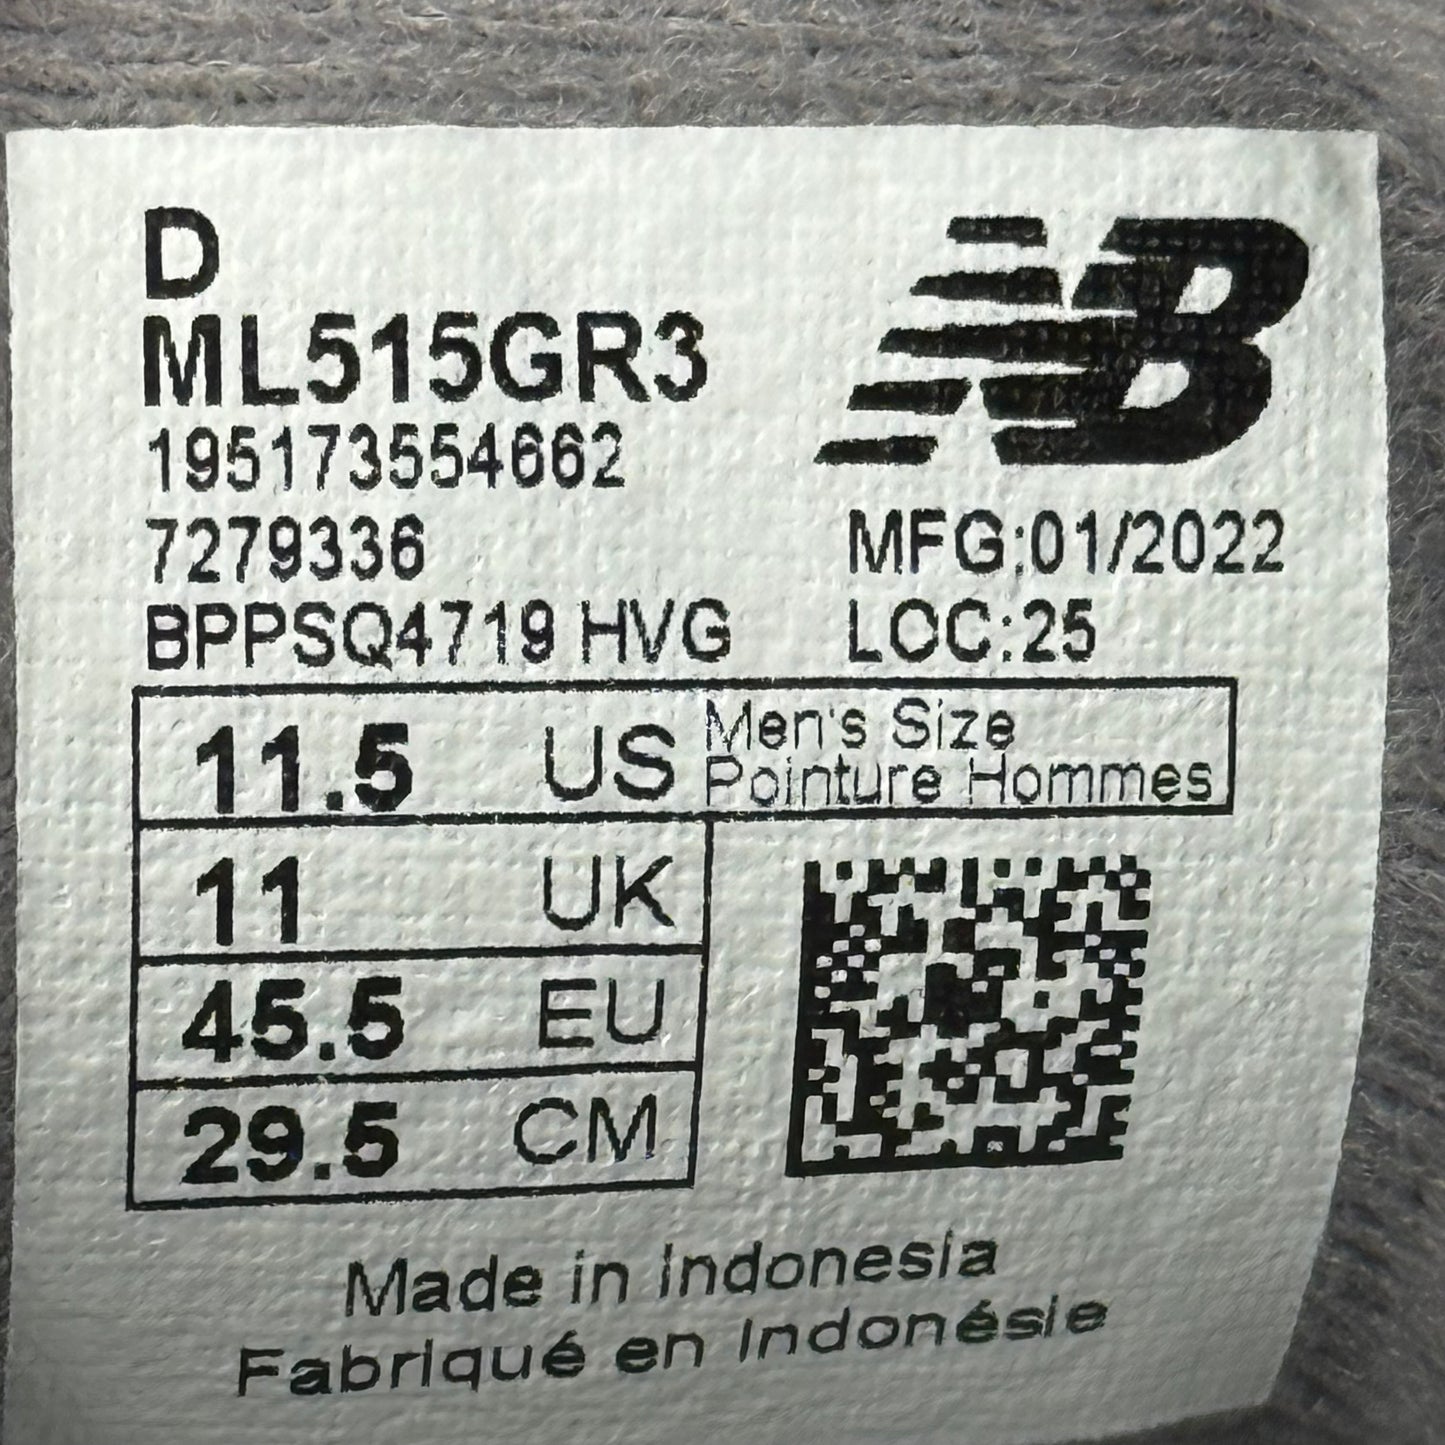 D
ML515GR3
195173554662
7279336
BPPSQ4719 HVG
NB
MFG:01/2022
LOC:25
11.5 US Men's Size
Pointure Hommes
11 UK
45.5 EU
29.5 CM
Made in Indonesia
Fabriqué en Indonésie